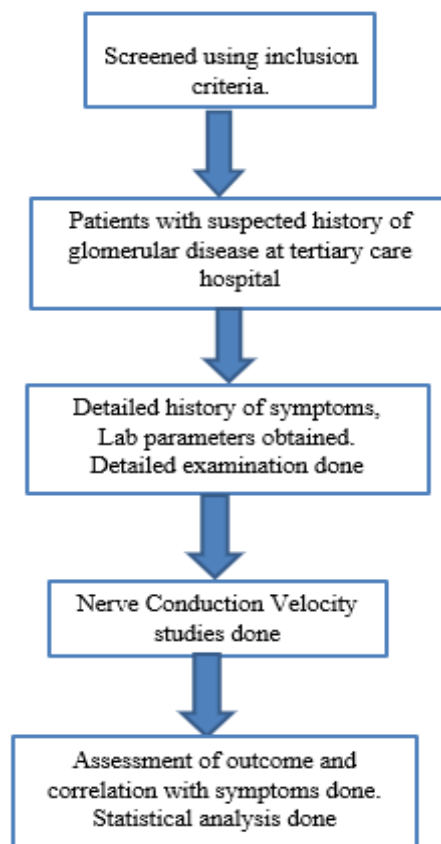 Screened using inclusion
criteria.
Patients with suspected history of
glomerular disease at tertiary care
hospital
Detailed history of symptoms,
Lab parameters obtained.
Detailed examination done
Nerve Conduction Velocity
studies done
Assessment of outcome and
correlation with symptoms done.
Statistical analysis done